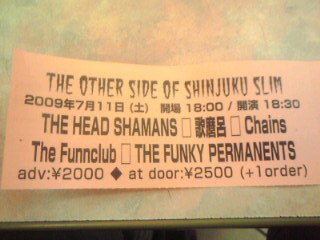 THE OTHER SIDE OF SHINJUKU SLIM
2009年7月11日(土) 開場 18:00 / 開演 18:30
THE HEAD SHAMANS □ 歌磨呂 □ Chains
The Funnclub □ THE FUNKY PERMANENTS
adv:¥2000 ◆ at door:¥2500 (+1order)